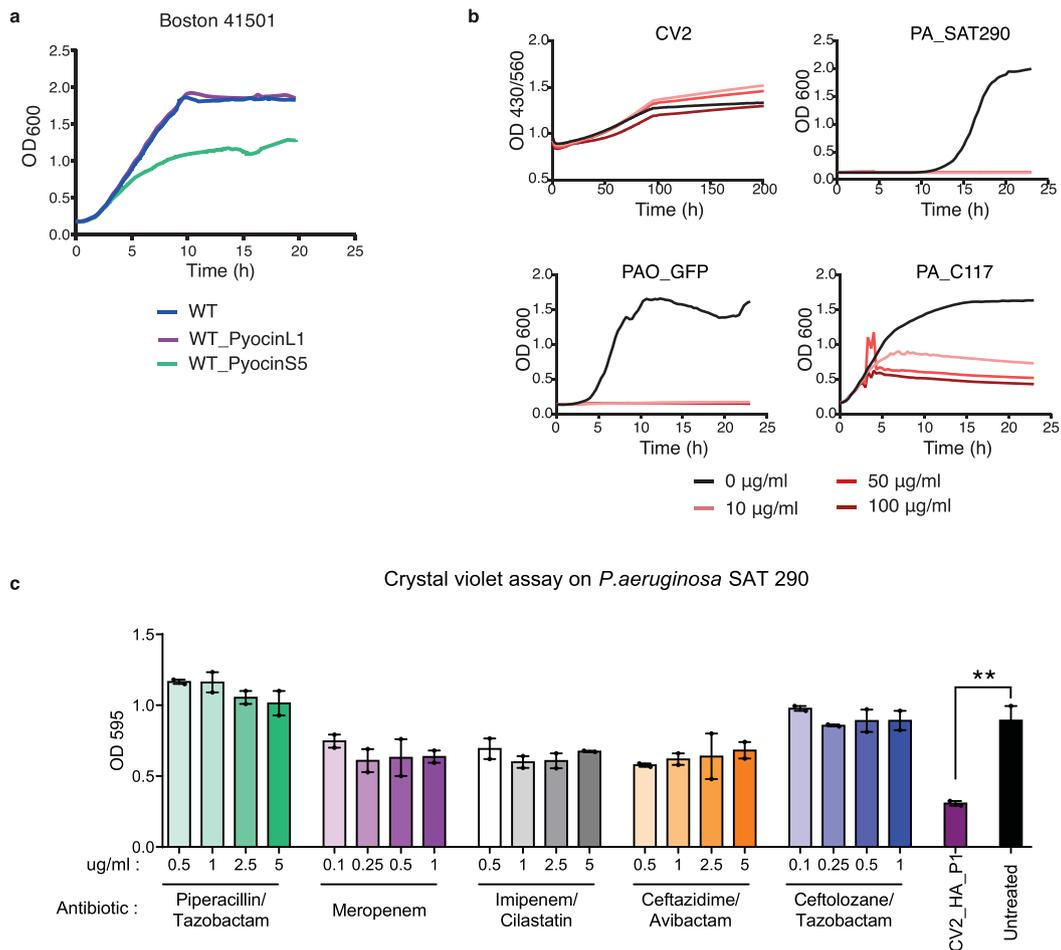 a
Boston 41501
OD600
2.5
2.0
1.5
1.0
0.5
0.0
0 5 10 15 20 25
Time (h)
WT
WT_PyocinL1
WT_PyocinS5
b
CV2
OD 430/560
2.0
1.5
1.0
0.5
0 50 100 150 200
Time (h)
PA_SAT290
OD 600
2.5
2.0
1.5
1.0
0.5
0.0
0 5 10 15 20 25
Time (h)
PAO_GFP
OD 600
2.0
1.5
1.0
0.5
0.0
0 5 10 15 20 25
Time (h)
PA_C117
OD 600
2.0
1.5
1.0
0.5
0.0
0 5 10 15 20 25
Time (h)
0 µg/ml
50 µg/ml
10 µg/ml
100 µg/ml
c
Crystal violet assay on P.aeruginosa SAT 290
OD 595
1.5
1.0
0.5
0.0
**
ug/ml : 0.5 1 2.5 5 0.1 0.25 0.5 1 0.5 1 2.5 5 0.5 1 2.5 5 0.1 0.25 0.5 1
Antibiotic :
Piperacillin/
Tazobactam
Meropenem
Imipenem/
Cilastatin
Ceftazidime/
Avibactam
Ceftolozane/
Tazobactam
CV2_HA_P1
Untreated